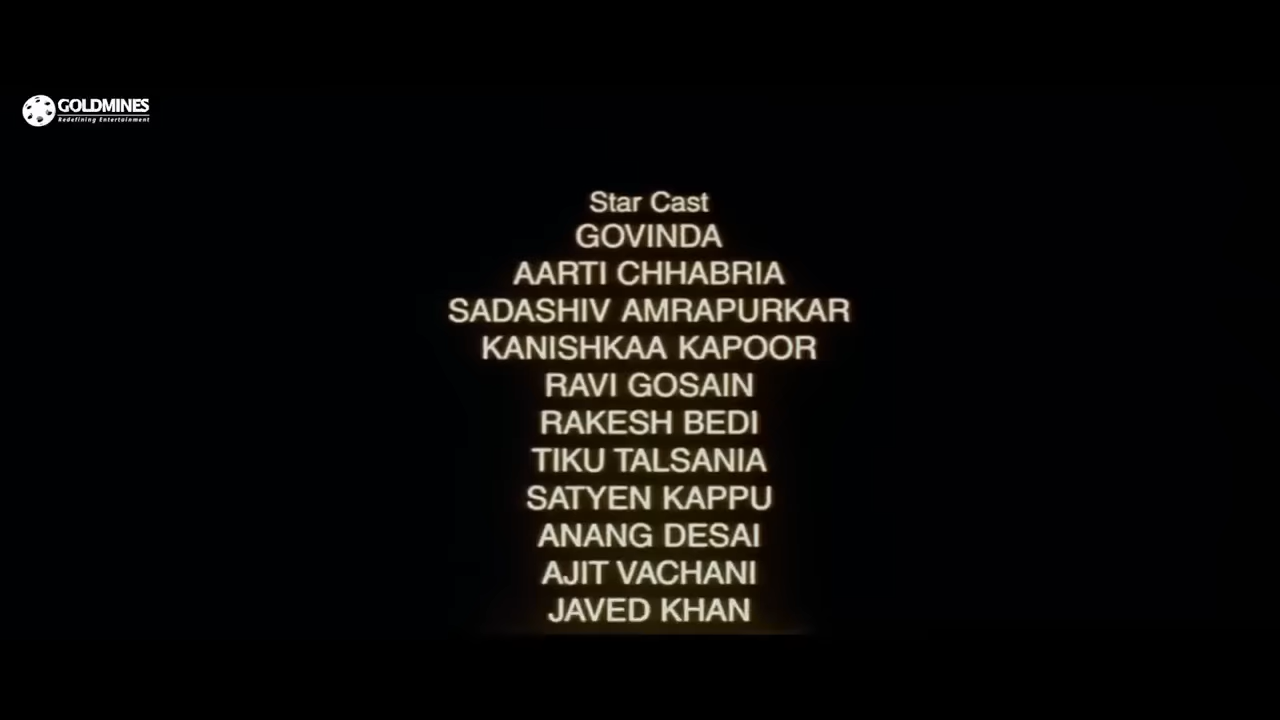 GOLDMINES
Redefining Entertainment
Star Cast
GOVINDA
AARTI CHHABRIA
SADASHIV AMRAPURKAR
KANISHKAA KAPOOR
RAVI GOSAIN
RAKESH BEDI
TIKU TALSANIA
SATYEN KAPPU
ANANG DESAI
AJIT VACHANI
JAVED KHAN